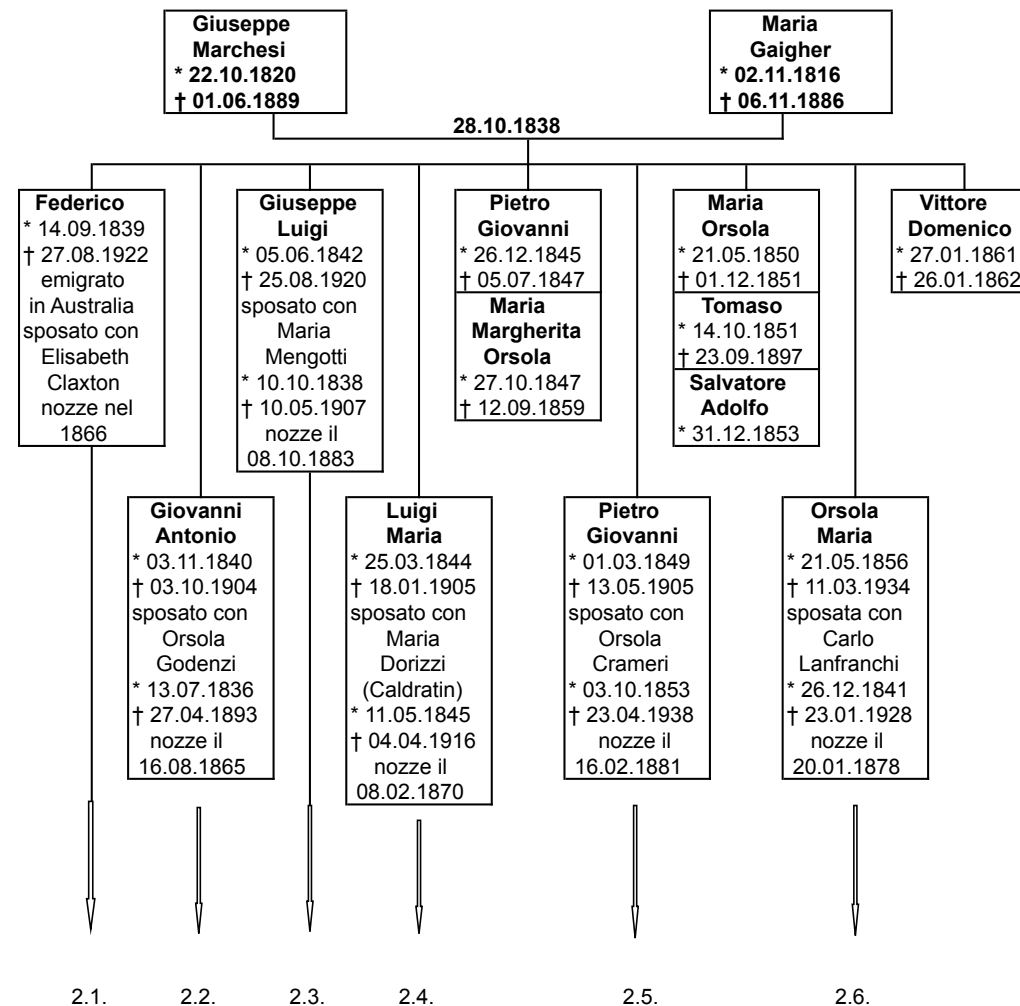 Giuseppe
Marchesi
* 22.10.1820
† 01.06.1889
Maria
Gaigher
* 02.11.1816
† 06.11.1886
28.10.1838
Federico
* 14.09.1839
† 27.08.1922
emigrato
in Australia
sposato con
Elisabeth
Claxton
nozze nel
1866
Giuseppe
Luigi
* 05.06.1842
† 25.08.1920
sposato con
Maria
Mengotti
* 10.10.1838
† 10.05.1907
nozze il
08.10.1883
Pietro
Giovanni
* 26.12.1845
† 05.07.1847
Maria
Margherita
Orsola
* 27.10.1847
† 12.09.1859
Maria
Orsola
* 21.05.1850
† 01.12.1851
Tomaso
* 14.10.1851
† 23.09.1897
Salvatore
Adolfo
* 31.12.1853
Vittore
Domenico
* 27.01.1861
† 26.01.1862
Giovanni
Antonio
* 03.11.1840
† 03.10.1904
sposato con
Orsola
Godenzi
* 13.07.1836
† 27.04.1893
nozze il
16.08.1865
Luigi
Maria
* 25.03.1844
† 18.01.1905
sposato con
Maria
Dorizzi
(Caldratin)
* 11.05.1845
† 04.04.1916
nozze il
08.02.1870
Pietro
Giovanni
* 01.03.1849
† 13.05.1905
sposato con
Orsola
Crameri
* 03.10.1853
† 23.04.1938
nozze il
16.02.1881
Orsola
Maria
* 21.05.1856
† 11.03.1934
sposata con
Carlo
Lanfranchi
* 26.12.1841
† 23.01.1928
nozze il
20.01.1878
2.1. 2.2. 2.3. 2.4. 2.5. 2.6.